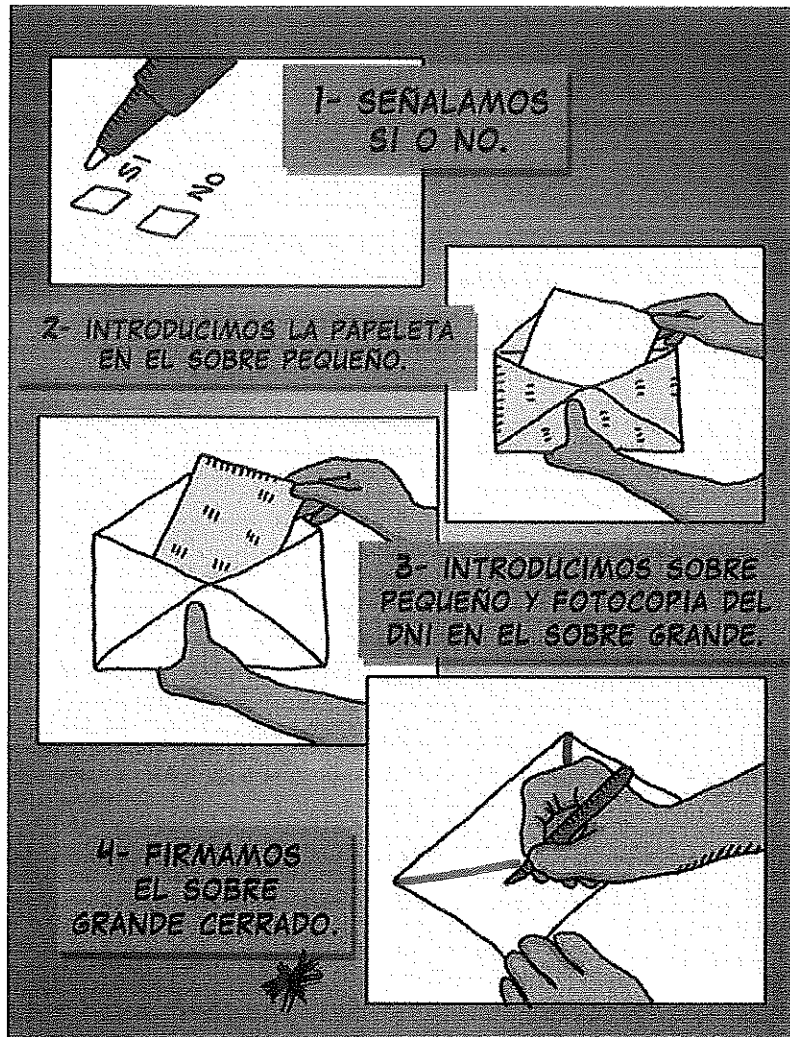 1- SEÑALAMOS
SI O NO.
SI
NO
2- INTRODUCIMOS LA PAPELETA
EN EL SOBRE PEQUEÑO.
3- INTRODUCIMOS SOBRE
PEQUEÑO Y FOTOCOPIA DEL
DNI EN EL SOBRE GRANDE.
4- FIRMAMOS
EL SOBRE
GRANDE CERRADO.